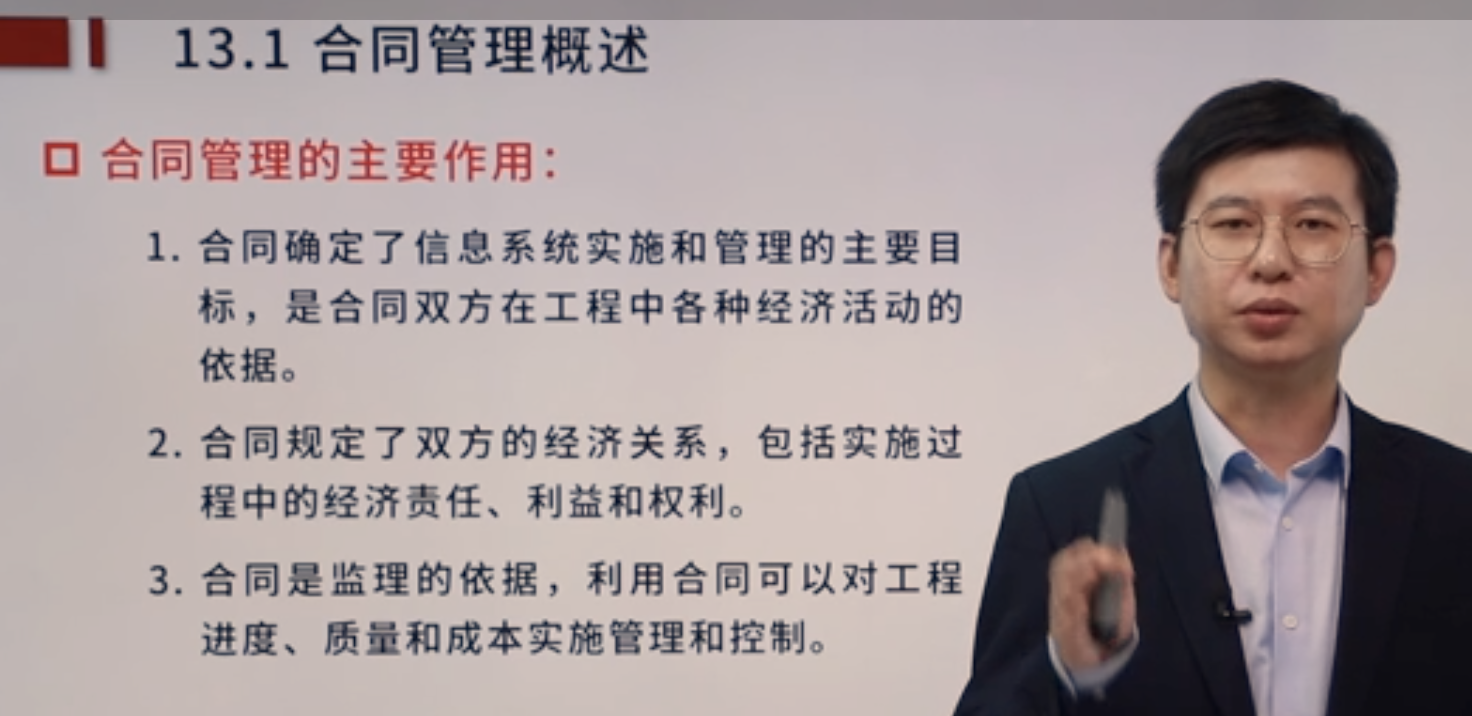 13.1 合同管理概述
合同管理的主要作用：
1. 合同确定了信息系统实施和管理的主要目
标，是合同双方在工程中各种经济活动的
依据。
2. 合同规定了双方的经济关系，包括实施过
程中的经济责任、利益和权利。
3. 合同是监理的依据，利用合同可以对工程
进度、质量和成本实施管理和控制。